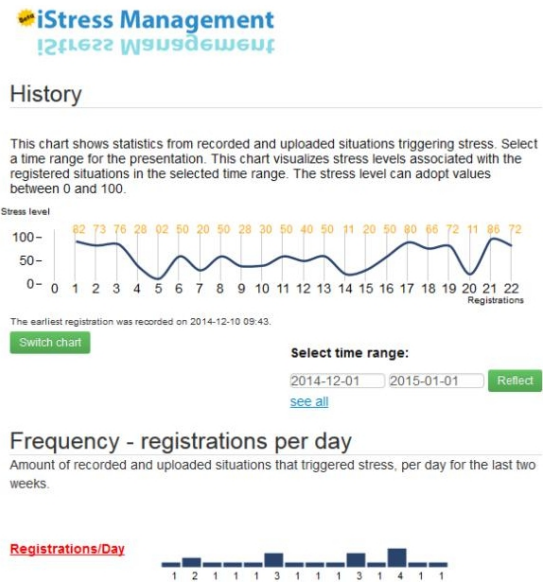 Beta
iStress Management
History
This chart shows statistics from recorded and uploaded situations triggering stress. Select
a time range for the presentation. This chart visualizes stress levels associated with the
registered situations in the selected time range. The stress level can adopt values
between 0 and 100.
Stress level
82 73 76 28 02 50 20 50 28 30 50 40 50 11 20 50 80 66 72 11 86 72
100
50
0
0 1 2 3 4 5 6 7 8 9 10 11 12 13 14 15 16 17 18 19 20 21 22
Registrations
The earliest registration was recorded on 2014-12-10 09:43.
Switch chart
Select time range:
2014-12-01 2015-01-01 Reflect
see all
Frequency - registrations per day
Amount of recorded and uploaded situations that triggered stress, per day for the last two
weeks.
Registrations/Day
1 2 1 1 1 3 1 1 1 3 1 4 1 1